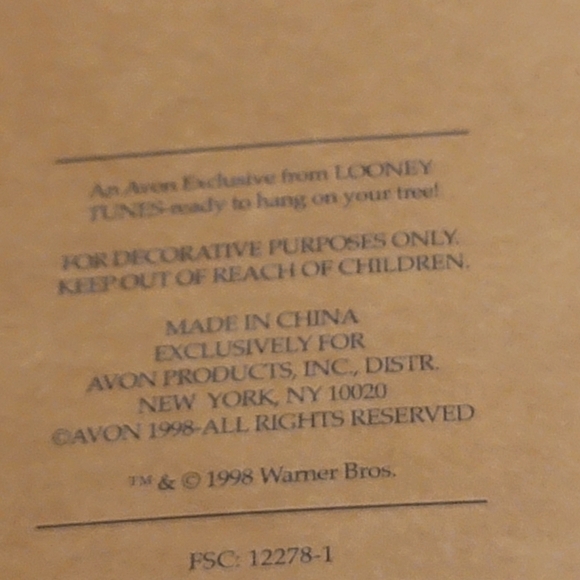 An Avon Exclusive from LOONEY
TUNES-ready to hang on your tree!
FOR DECORATIVE PURPOSES ONLY.
KEEP OUT OF REACH OF CHILDREN.
MADE IN CHINA
EXCLUSIVELY FOR
AVON PRODUCTS, INC., DISTR.
NEW YORK, NY 10020
©AVON 1998-ALL RIGHTS RESERVED
™ & © 1998 Warner Bros.
FSC: 12278-1